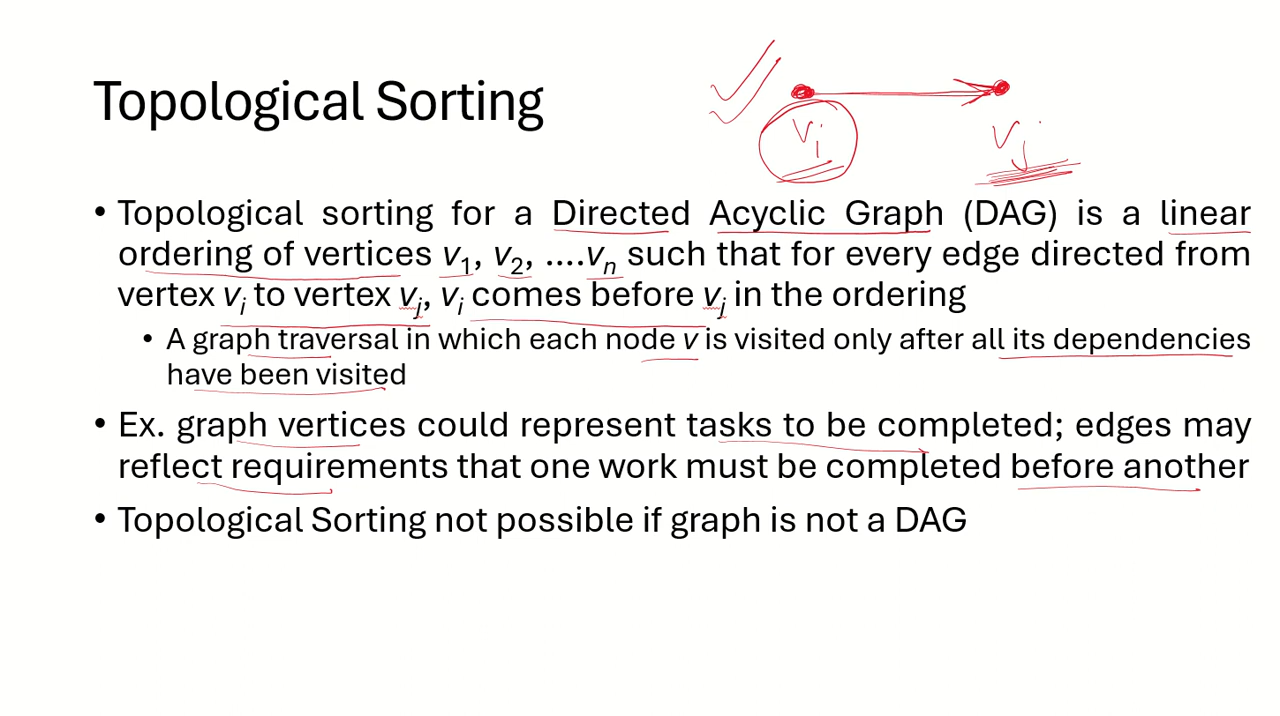 Topological Sorting
vi
vj
• Topological sorting for a Directed Acyclic Graph (DAG) is a linear
ordering of vertices v1, v2, ....vn such that for every edge directed from
vertex vi to vertex vj, vi comes before vj in the ordering
• A graph traversal in which each node v is visited only after all its dependencies
have been visited
• Ex. graph vertices could represent tasks to be completed; edges may
reflect requirements that one work must be completed before another
• Topological Sorting not possible if graph is not a DAG